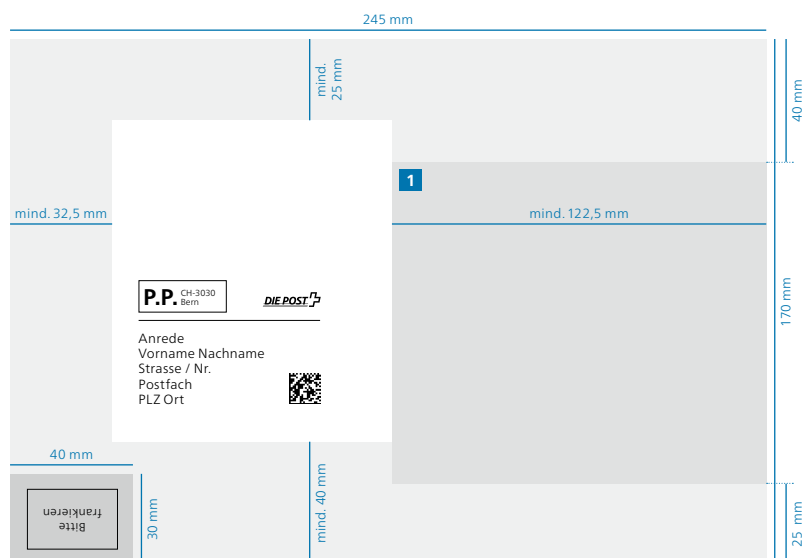 245 mm
mind.
25 mm
40 mm
1
mind. 32,5 mm
mind. 122,5 mm
P.P. CH-3030
Bern
DIE POST
170 mm
Anrede
Vorname Nachname
Strasse / Nr.
Postfach
PLZ Ort
40 mm
mind. 40 mm
30 mm
Bitte
frankieren
25 mm